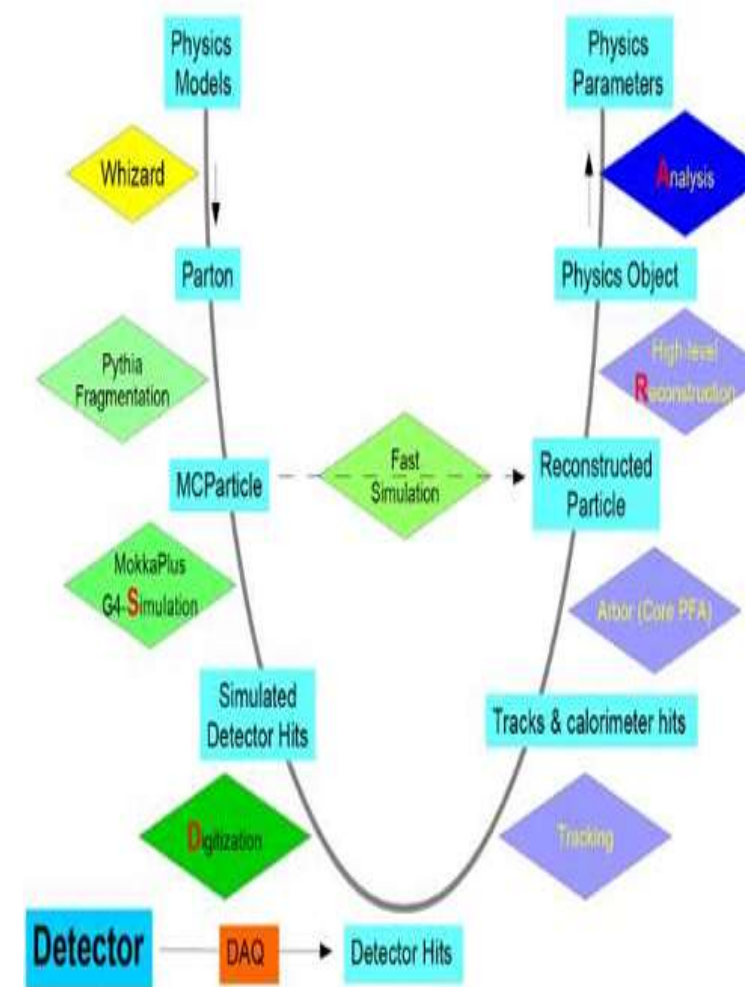 Physics
Models
Physics
Parameters
Whizard
Analysis
Parton
Physics Object
Pythia
Fragmentation
High-level
Reconstruction
MCParticle
Fast
Simulation
Reconstructed
Particle
MokkaPlus
G4-Simulation
Arbor (Core PFA)
Simulated
Detector Hits
Tracks & calorimeter hits
Digitization
Tracking
Detector
DAQ
Detector Hits